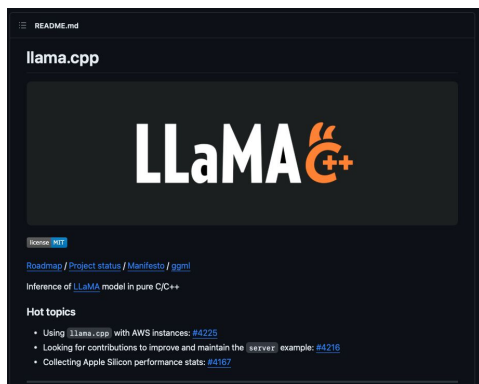 README.md
llama.cpp
LLaMA C++
license MIT
Roadmap / Project status / Manifesto / ggml
Inference of LLaMA model in pure C/C++
Hot topics
• Using llama.cpp with AWS instances: #4225
• Looking for contributions to improve and maintain the server example: #4216
• Collecting Apple Silicon performance stats: #4167